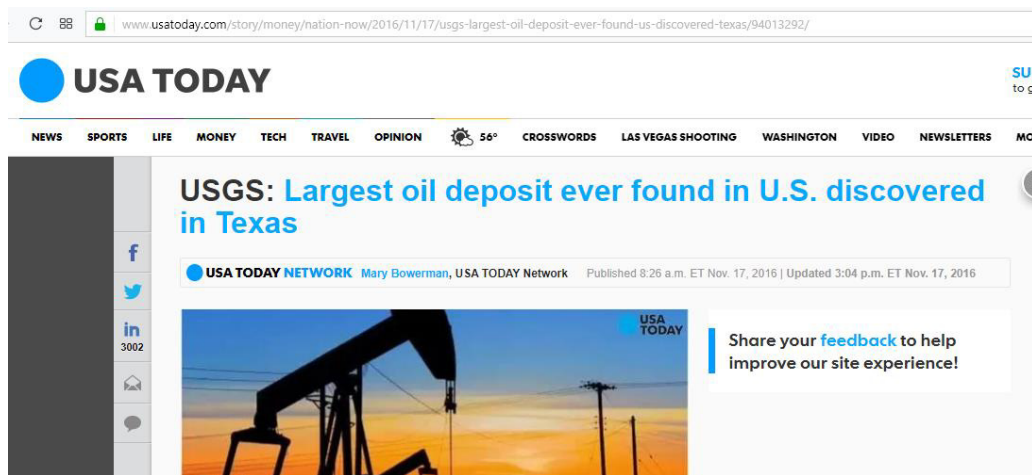 www.usatoday.com/story/money/nation-now/2016/11/17/usgs-largest-oil-deposit-ever-found-us-discovered-texas/94013292/
USA TODAY
SU
to g
NEWS SPORTS LIFE MONEY TECH TRAVEL OPINION 56° CROSSWORDS LAS VEGAS SHOOTING WASHINGTON VIDEO NEWSLETTERS MO
USGS: Largest oil deposit ever found in U.S. discovered
in Texas
USA TODAY NETWORK Mary Bowerman, USA TODAY Network Published 8:26 a.m. ET Nov. 17, 2016 | Updated 3:04 p.m. ET Nov. 17, 2016
f
in
3002
USA
TODAY
Share your feedback to help
improve our site experience!